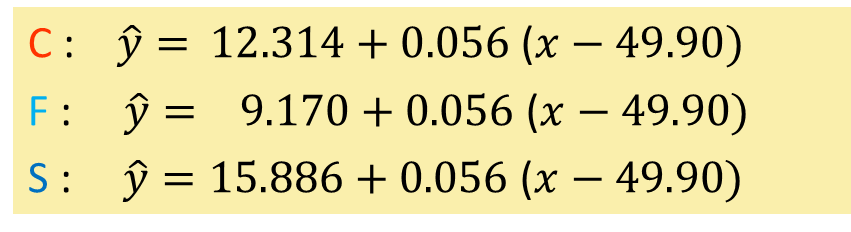 C : ŷ = 12.314 + 0.056 (x − 49.90)
F : ŷ = 9.170 + 0.056 (x − 49.90)
S : ŷ = 15.886 + 0.056 (x − 49.90)